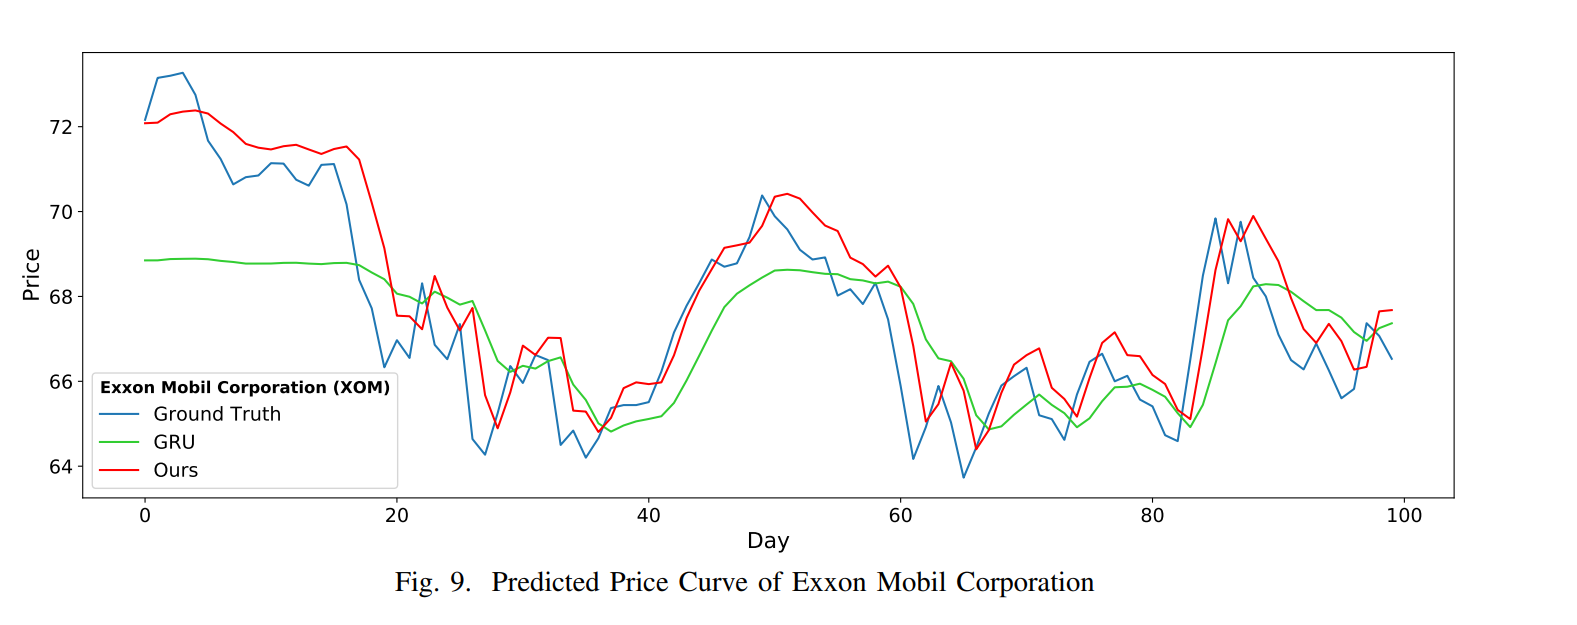 72
70
68
66
64
Price
Exxon Mobil Corporation (XOM)
Ground Truth
GRU
Ours
0 20 40 60 80 100
Day
Fig. 9. Predicted Price Curve of Exxon Mobil Corporation